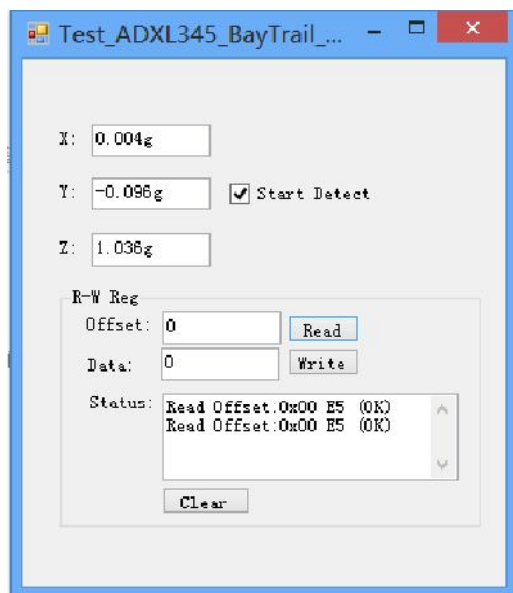 Test_ADXL345_BayTrail_...
X: 0.004g
Y: -0.096g Start Detect
Z: 1.036g
R-W Reg
Offset: 0 Read
Data: 0 Write
Status: Read Offset:0x00 E5 (OK)
Read Offset:0x00 E5 (OK)
Clear